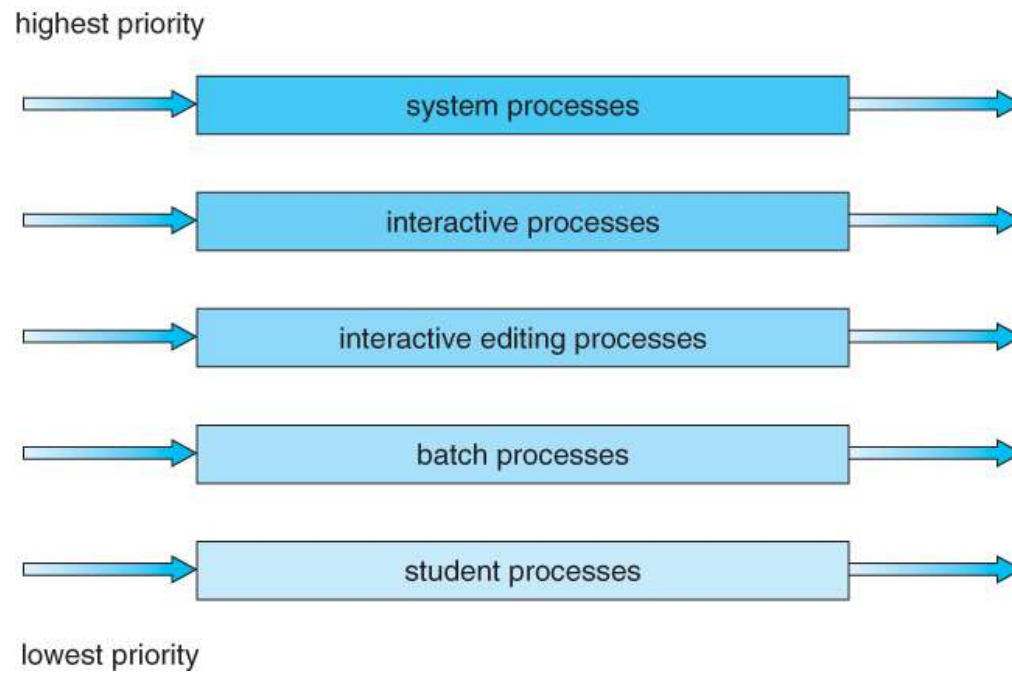 highest priority
system processes
interactive processes
interactive editing processes
batch processes
student processes
lowest priority